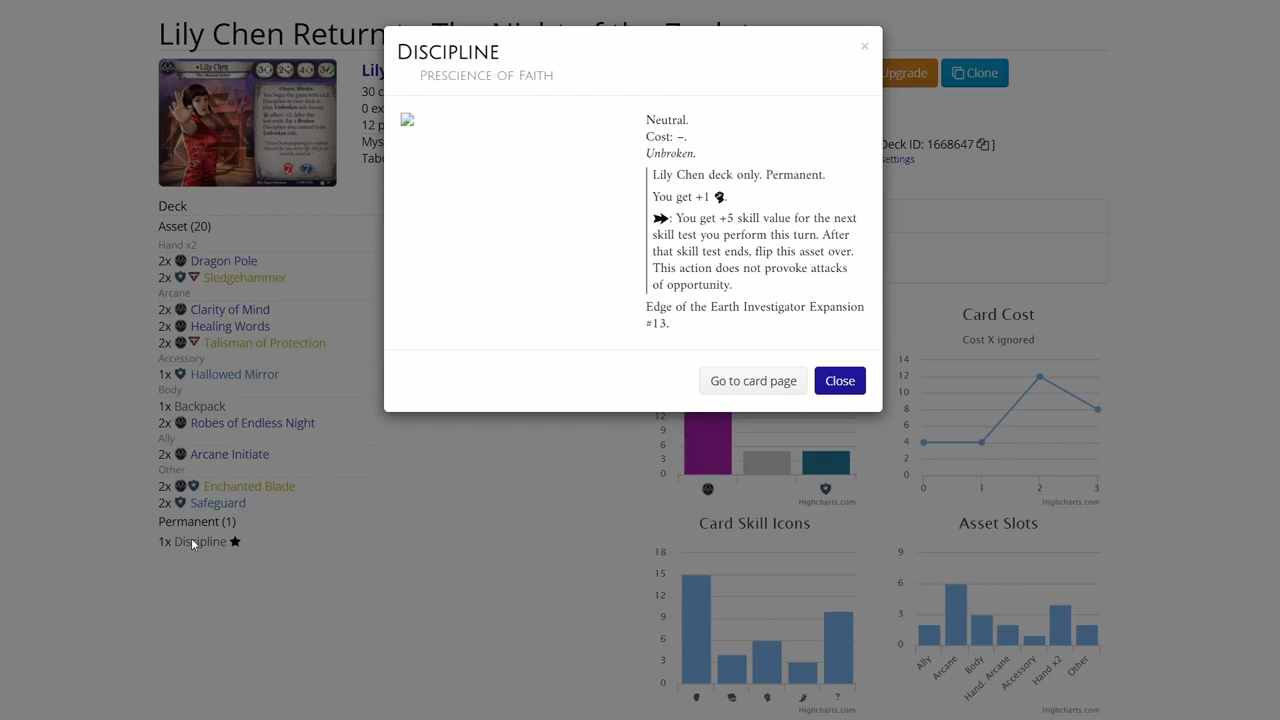 Lily Chen Return
DISCIPLINE
PRESCIENCE OF FAITH
×
Lily
30 c
0 ex
12 p
Mys
Tabo
Upgrade
Clone
Deck ID: 1668647 ]
settings
Neutral.
Cost: –.
Unbroken.
Lily Chen deck only. Permanent.
You get +1 .
: You get +5 skill value for the next
skill test you perform this turn. After
that skill test ends, flip this asset over.
This action does not provoke attacks
of opportunity.
Edge of the Earth Investigator Expansion
#13.
Go to card page
Close
Deck
Asset (20)
Hand x2
2x Dragon Pole
2x Sledgehammer
Arcane
2x Clarity of Mind
2x Healing Words
2x Talisman of Protection
Accessory
1x Hallowed Mirror
Body
1x Backpack
2x Robes of Endless Night
Ally
2x Arcane Initiate
Other
2x Enchanted Blade
2x Safeguard
Permanent (1)
1x Discipline
Card Cost
Cost X ignored
14
12
10
8
6
4
2
0
0 1 2 3
Highcharts.com
12
9
6
3
0
Highcharts.com
Card Skill Icons
18
15
12
9
6
3
0
?
Highcharts.com
Asset Slots
9
6
3
0
Ally
Arcane
Body
Hand. Arcane
Accessory
Hand x2
Other
Highcharts.com